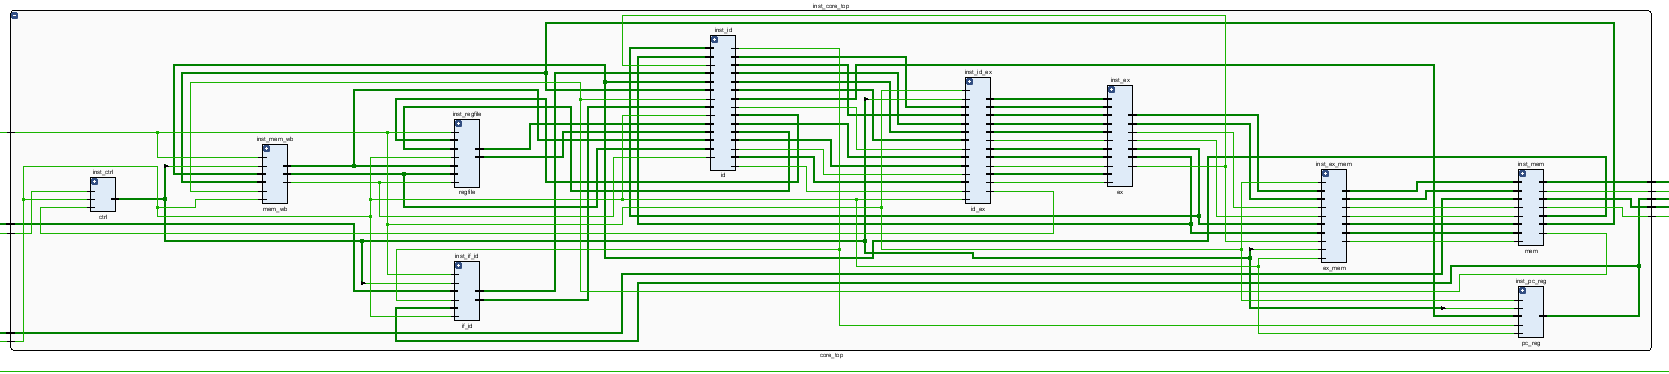 inst_core_top
inst_id
id
inst_id_ex
id_ex
inst_ex
ex
inst_regfile
regfile
inst_mem_wb
mem_wb
inst_ctrl
ctrl
inst_ex_mem
ex_mem
inst_mem
mem
inst_if_id
if_id
inst_pc_reg
pc_reg
core_top